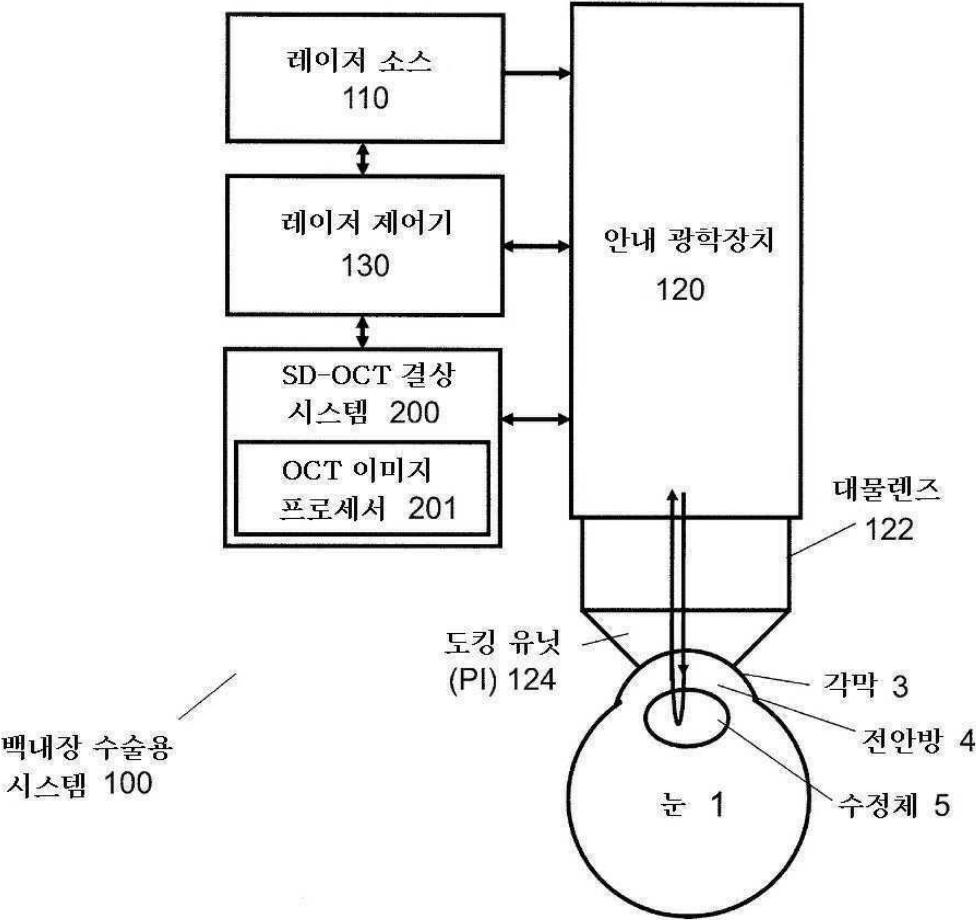 레이저 소스
110
레이저 제어기
130
안내 광학장치
120
SD-OCT 결상
시스템 200
OCT 이미지
프로세서 201
대물렌즈
122
도킹 유닛
(PI) 124
각막 3
전안방 4
백내장 수술용
시스템 100
눈 1
수정체 5